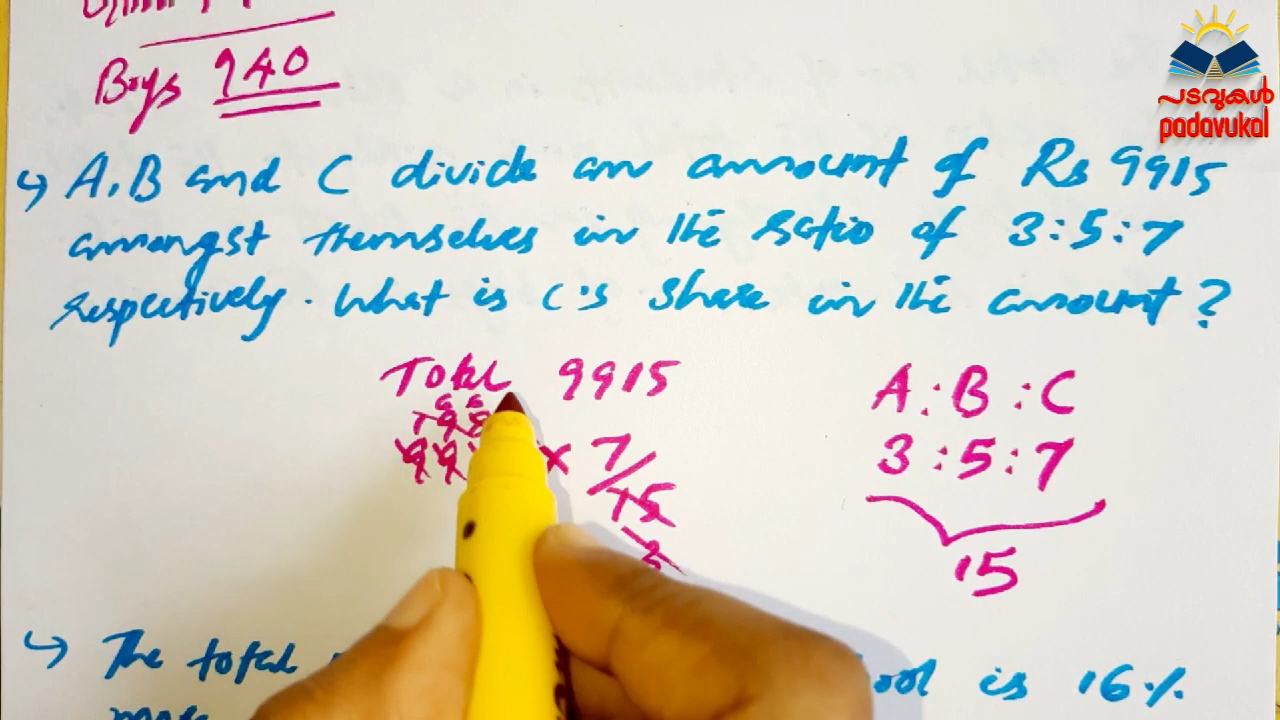 Boys 940
പടവുകൾ
padavukal
↳ A, B and C divide an amount of Rs 9915
amongst themselves in the ratio of 3:5:7
respectively. What is C's share in the amount?
Total 9915
A : B : C
3 : 5 : 7
× 7/15
3
15
↳ The total is 16%